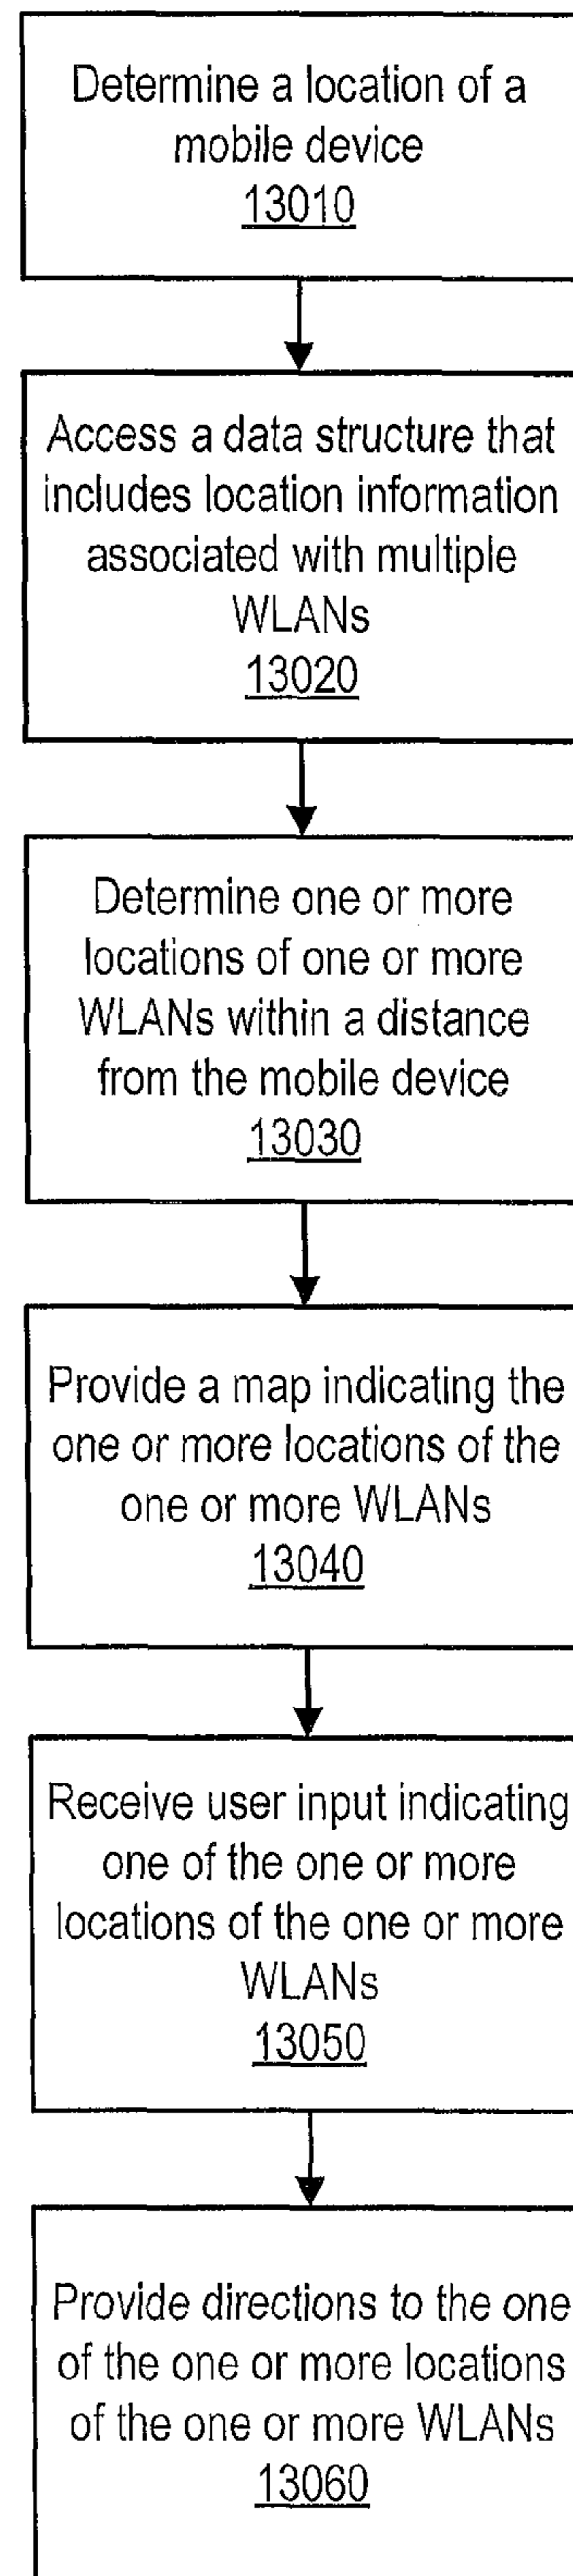 Determine a location of a
mobile device
13010
Access a data structure that
includes location information
associated with multiple
WLANs
13020
Determine one or more
locations of one or more
WLANs within a distance
from the mobile device
13030
Provide a map indicating the
one or more locations of the
one or more WLANs
13040
Receive user input indicating
one of the one or more
locations of the one or more
WLANs
13050
Provide directions to the one
of the one or more locations
of the one or more WLANs
13060